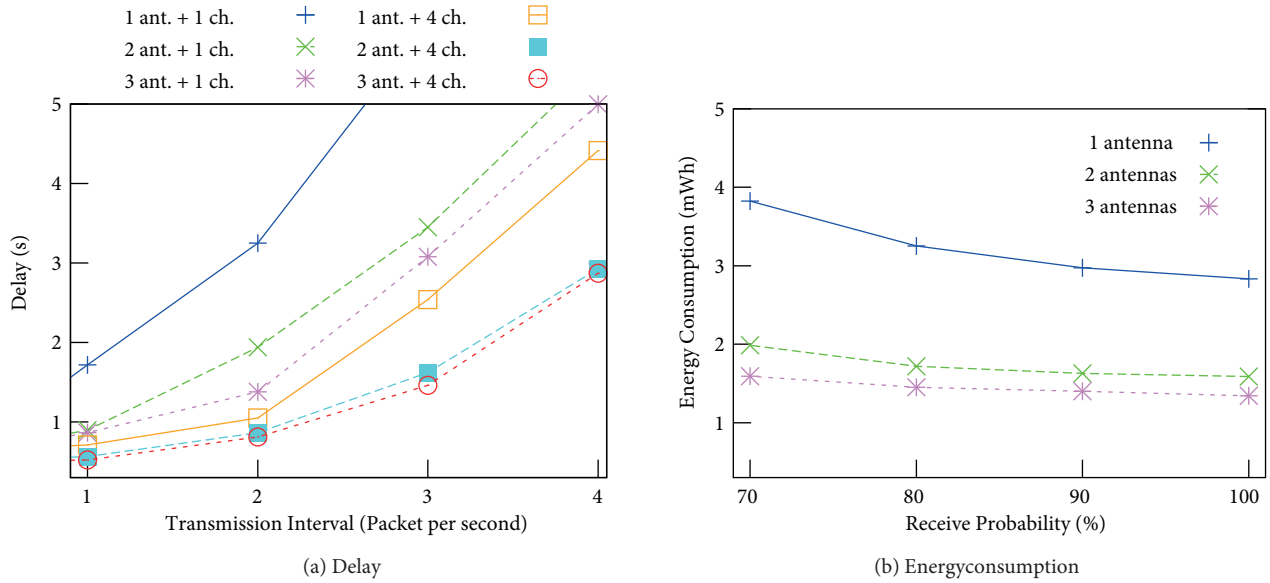 1 ant. + 1 ch.
1 ant. + 4 ch.
2 ant. + 1 ch.
2 ant. + 4 ch.
3 ant. + 1 ch.
3 ant. + 4 ch.
5
4
3
2
1
Delay (s)
1 2 3 4
Transmission Interval (Packet per second)
(a) Delay
5
4
3
2
1
Energy Consumption (mWh)
1 antenna
2 antennas
3 antennas
70 80 90 100
Receive Probability (%)
(b) Energyconsumption